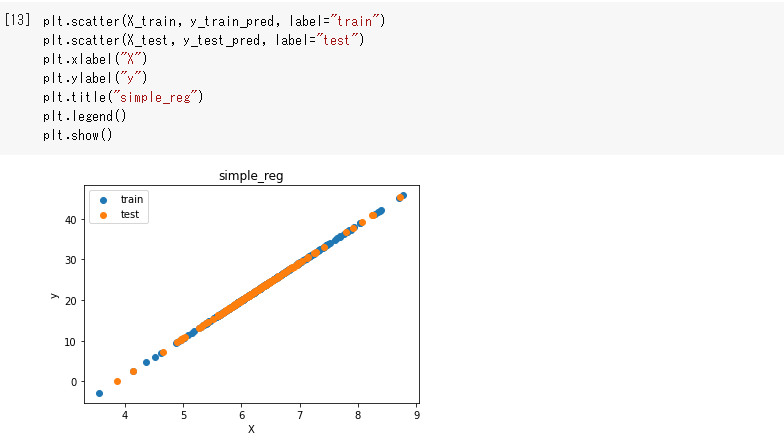 [13] plt.scatter(X_train, y_train_pred, label="train")
plt.scatter(X_test, y_test_pred, label="test")
plt.xlabel("X")
plt.ylabel("y")
plt.title("simple_reg")
plt.legend()
plt.show()
simple_reg
train
test
40
30
20
10
0
y
4 5 6 7 8 9
X